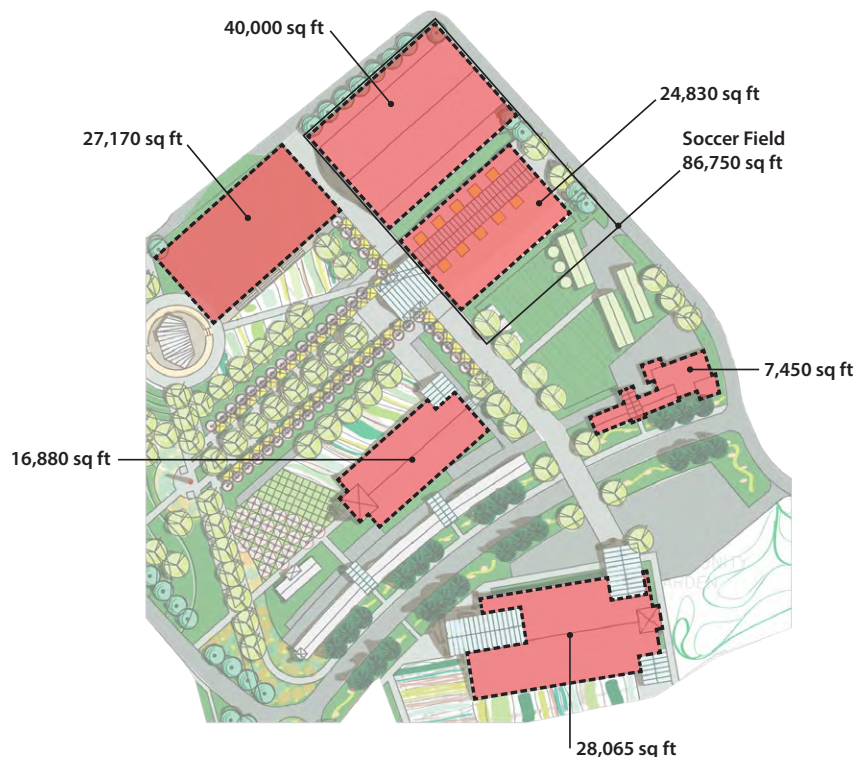 40,000 sq ft
24,830 sq ft
27,170 sq ft
Soccer Field
86,750 sq ft
7,450 sq ft
16,880 sq ft
28,065 sq ft